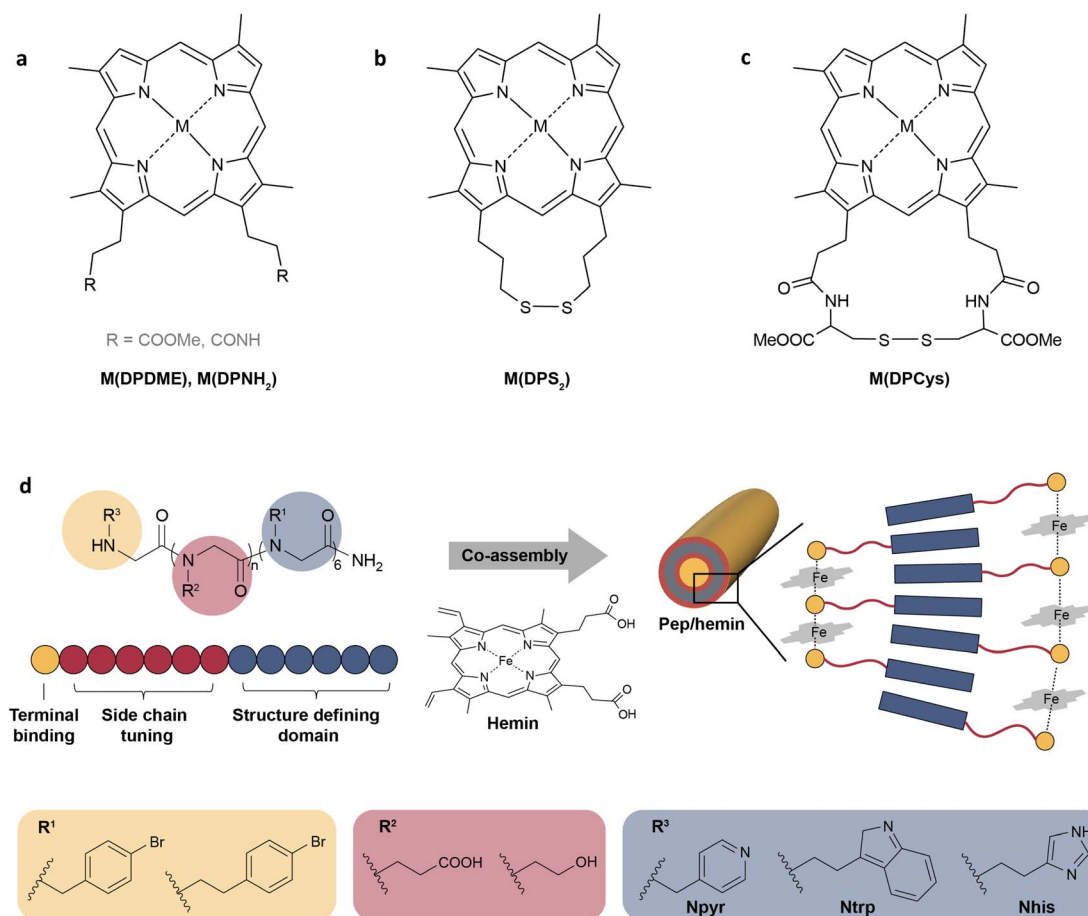 a
N
N
M
N
N
R
R
R = COOMe, CONH
M(DPDME), M(DPNH₂)
b
N
N
M
N
N
S
S
M(DPS₂)
c
N
N
M
N
N
O
O
NH
NH
MeOOC
S
S
COOMe
M(DPCys)
d
R³
HN
O
N
R²
O
n
R¹
N
O
6
NH₂
Terminal
binding
Side chain
tuning
Structure defining
domain
Co-assembly
O
OH
N
N
Fe
N
N
O
OH
Hemin
Pep/hemin
Fe
Fe
Fe
Fe
Fe
R¹
Br
Br
R²
COOH
OH
R³
N
Npyr
N
Ntrp
NH
N
Nhis